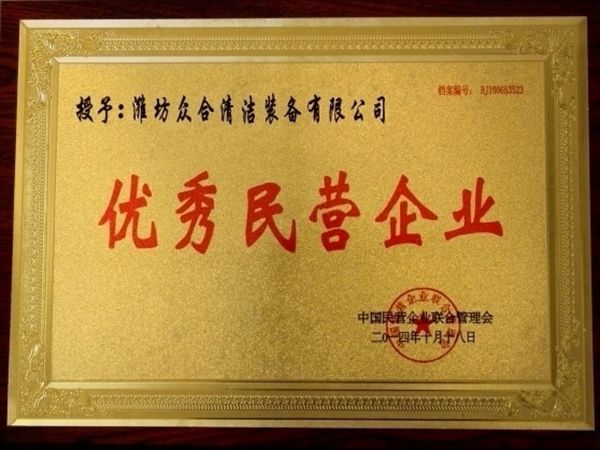 档案编号：BJ100653523
授予：潍坊众合清洁装备有限公司
优秀民营企业
中国民营企业联合管理会
二〇一四年十月十八日